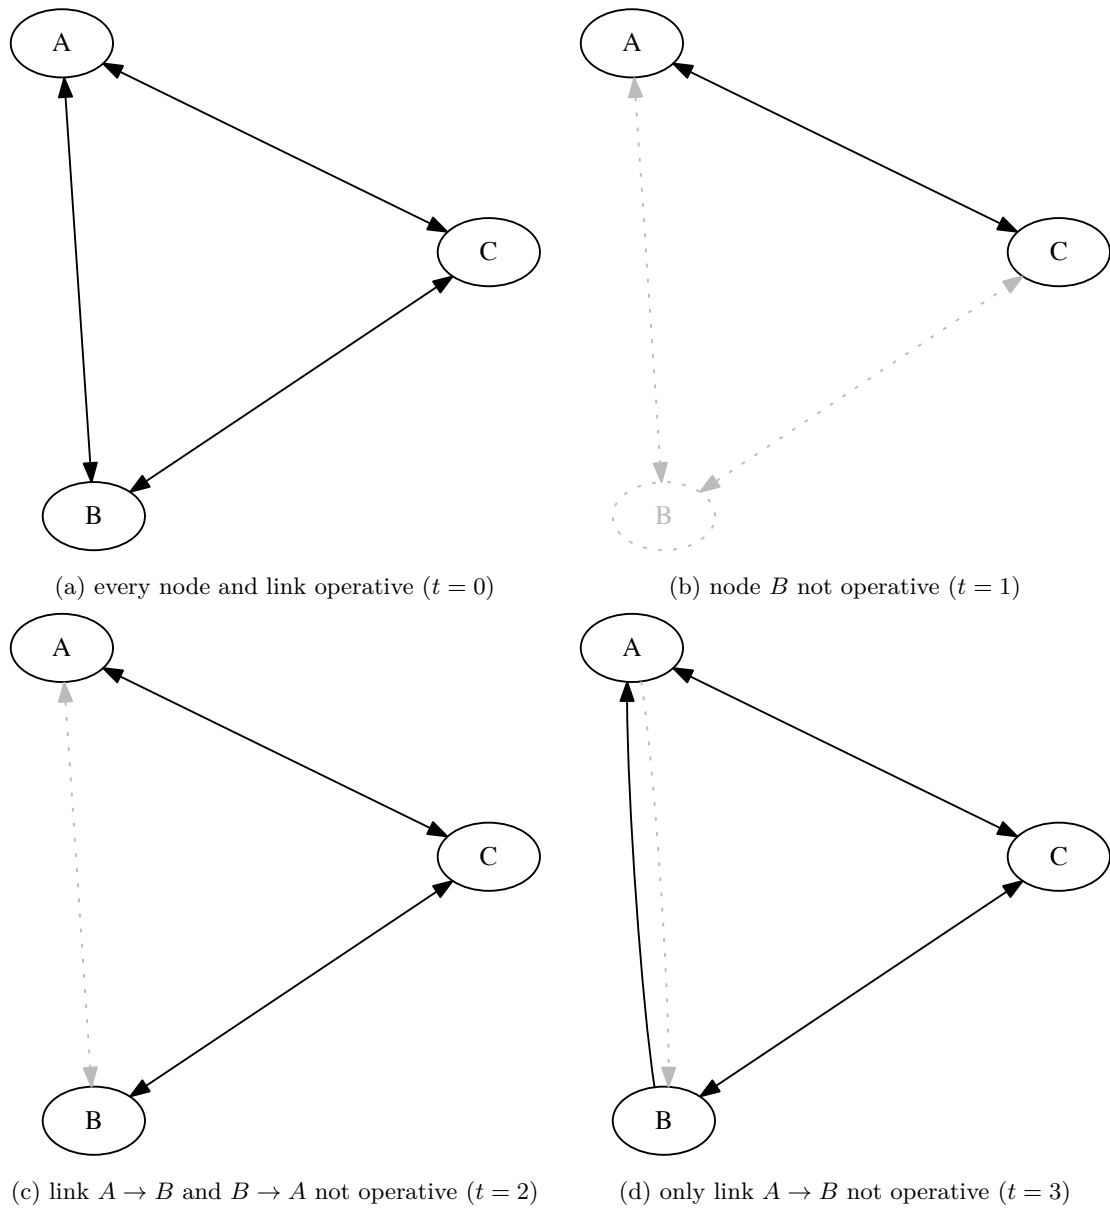 A
C
B
(a) every node and link operative (t = 0)
A
C
B
(b) node B not operative (t = 1)
A
C
B
(c) link A → B and B → A not operative (t = 2)
A
C
B
(d) only link A → B not operative (t = 3)